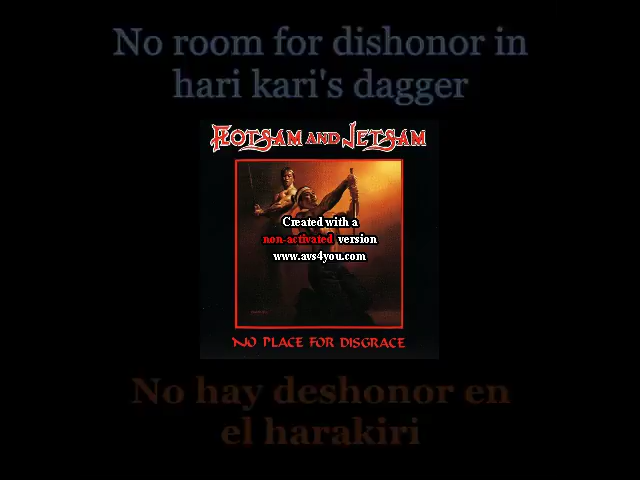 No room for dishonor in
hari kari's dagger
FLOTSAM AND JETSAM
Created with a
non-activated version
www.avs4you.com
NO PLACE FOR DISGRACE
No hay deshonor en
el harakiri